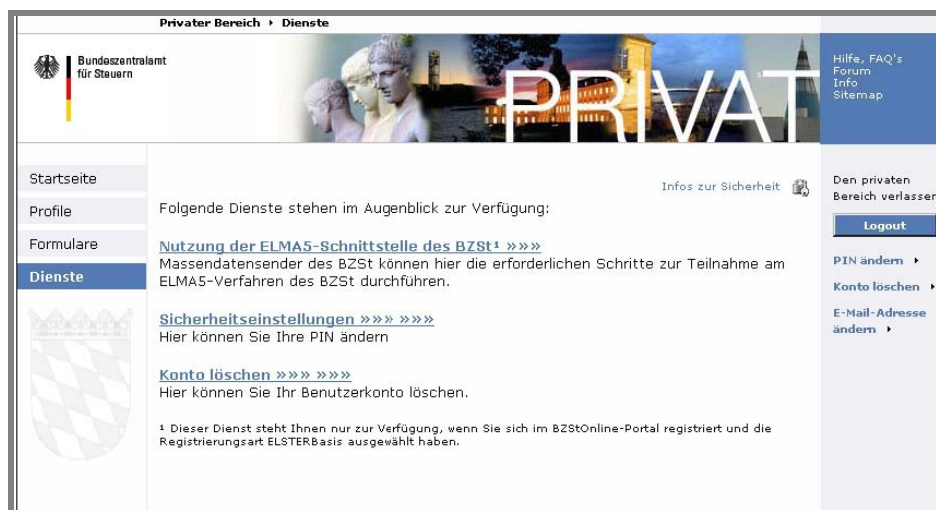 Privater Bereich › Dienste
Bundeszentralamt
für Steuern
PRIVAT
Hilfe, FAQ's
Forum
Info
Sitemap
Startseite
Profile
Formulare
Dienste
Infos zur Sicherheit
Folgende Dienste stehen im Augenblick zur Verfügung:
Nutzung der ELMA5-Schnittstelle des BZSt¹ »»»
Massendatensender des BZSt können hier die erforderlichen Schritte zur Teilnahme am
ELMA5-Verfahren des BZSt durchführen.
Sicherheitseinstellungen »»» »»»
Hier können Sie Ihre PIN ändern
Konto löschen »»» »»»
Hier können Sie Ihr Benutzerkonto löschen.
¹ Dieser Dienst steht Ihnen nur zur Verfügung, wenn Sie sich im BZStOnline-Portal registriert und die
Registrierungsart ELSTERBasis ausgewählt haben.
Den privaten
Bereich verlassen
Logout
PIN ändern ›
Konto löschen ›
E-Mail-Adresse
ändern ›